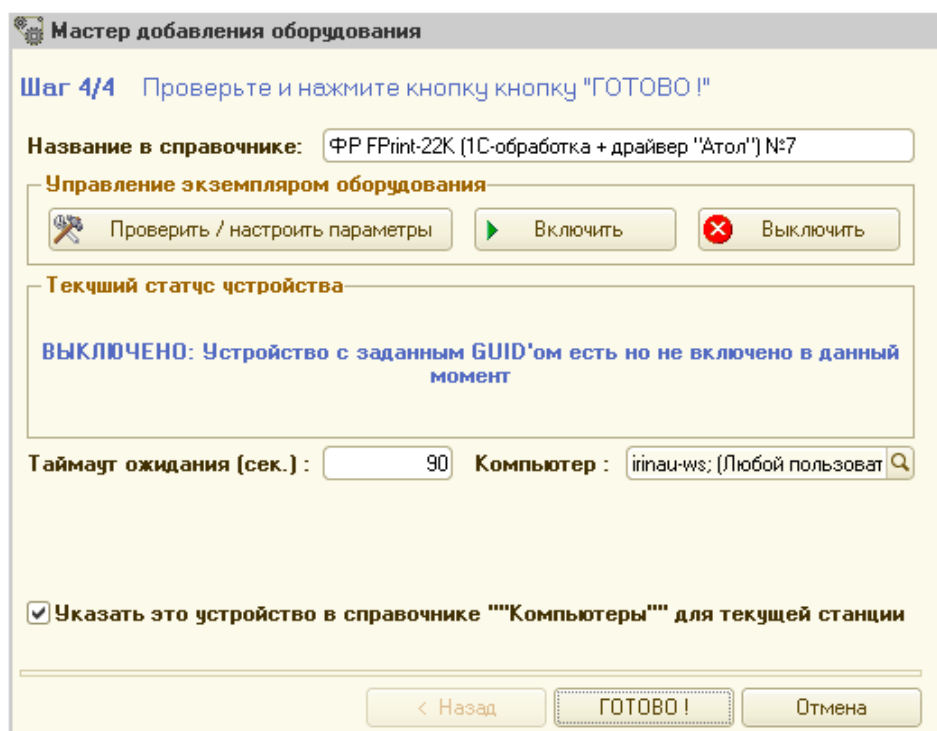 Мастер добавления оборудования
Шаг 4/4 Проверьте и нажмите кнопку кнопку "ГОТОВО !"
Название в справочнике: ФР FPrint-22K (1С-обработка + драйвер "Атол") №7
Управление экземпляром оборудования
Проверить / настроить параметры Включить Выключить
Текущий статус устройства
ВЫКЛЮЧЕНО: Устройство с заданным GUID'ом есть но не включено в данный
момент
Таймаут ожидания (сек.) : 90 Компьютер : irinau-ws; (Любой пользоват
Указать это устройство в справочнике ""Компьютеры"" для текущей станции
< Назад ГОТОВО ! Отмена